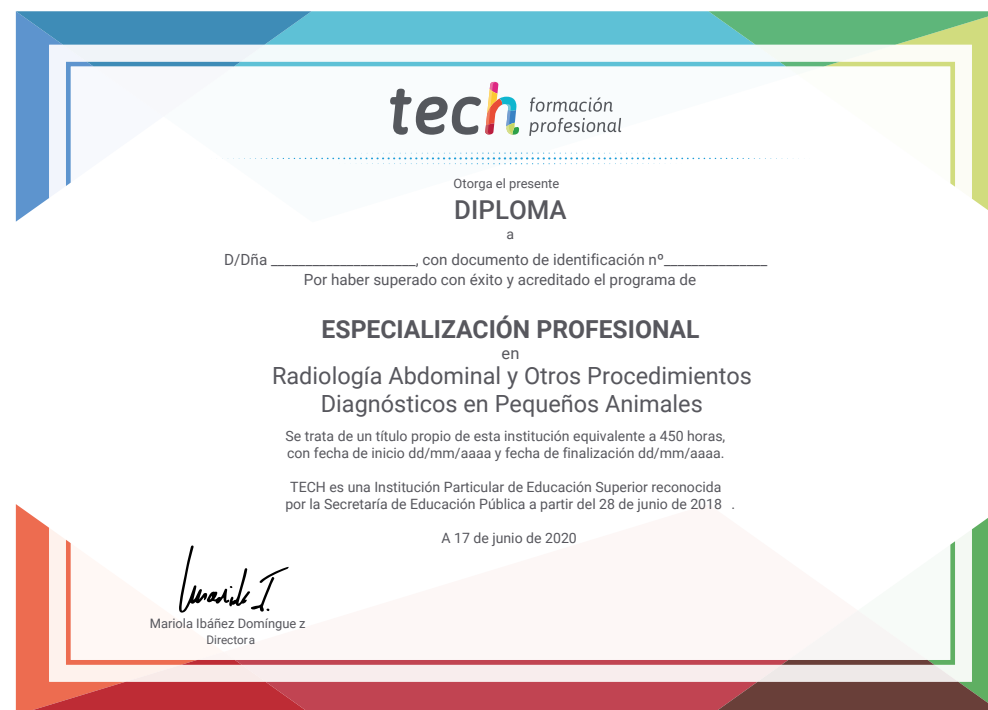 tech formación
profesional
Otorga el presente
DIPLOMA
a
D/Dña ___________________, con documento de identificación nº______________
Por haber superado con éxito y acreditado el programa de
ESPECIALIZACIÓN PROFESIONAL
en
Radiología Abdominal y Otros Procedimientos
Diagnósticos en Pequeños Animales
Se trata de un título propio de esta institución equivalente a 450 horas,
con fecha de inicio dd/mm/aaaa y fecha de finalización dd/mm/aaaa.
TECH es una Institución Particular de Educación Superior reconocida
por la Secretaría de Educación Pública a partir del 28 de junio de 2018 .
A 17 de junio de 2020
Mariola Ibáñez Domíngue z
Directora